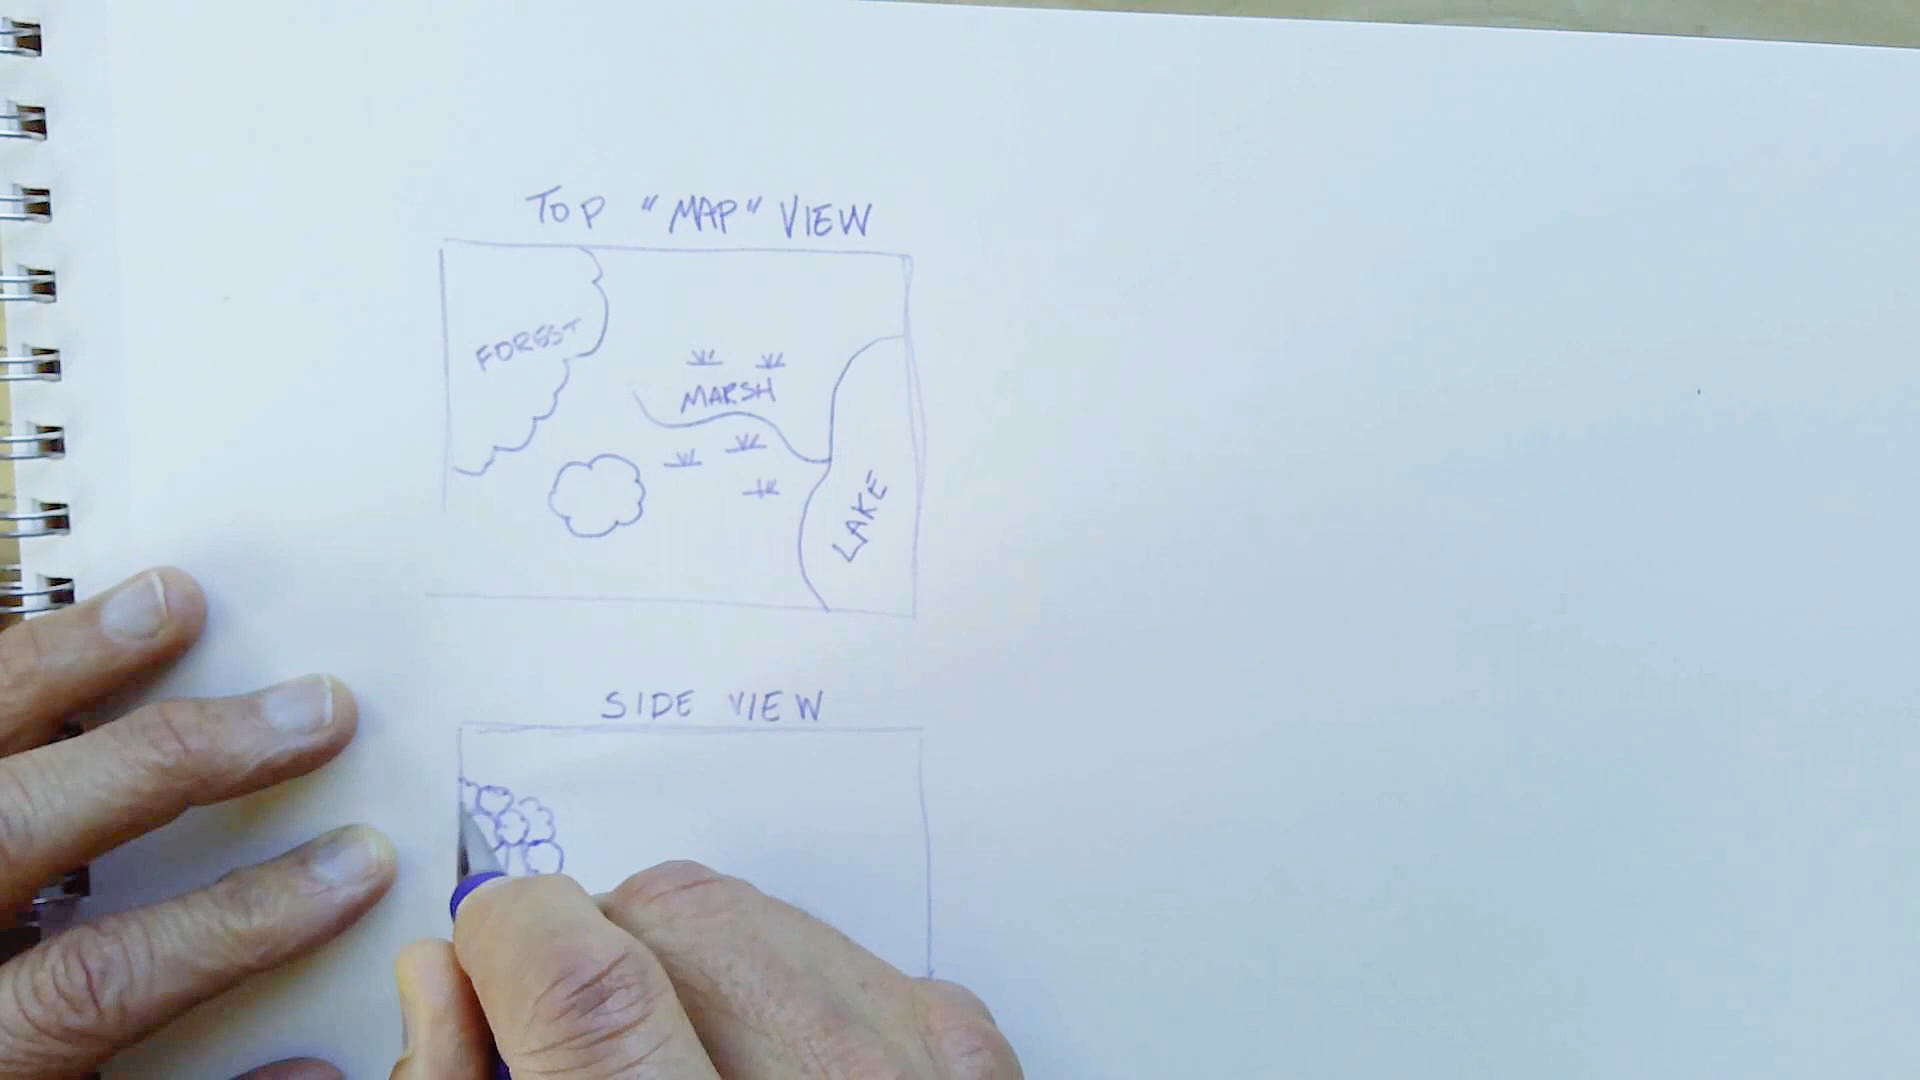 TOP "MAP" VIEW
FOREST
MARSH
LAKE
SIDE VIEW